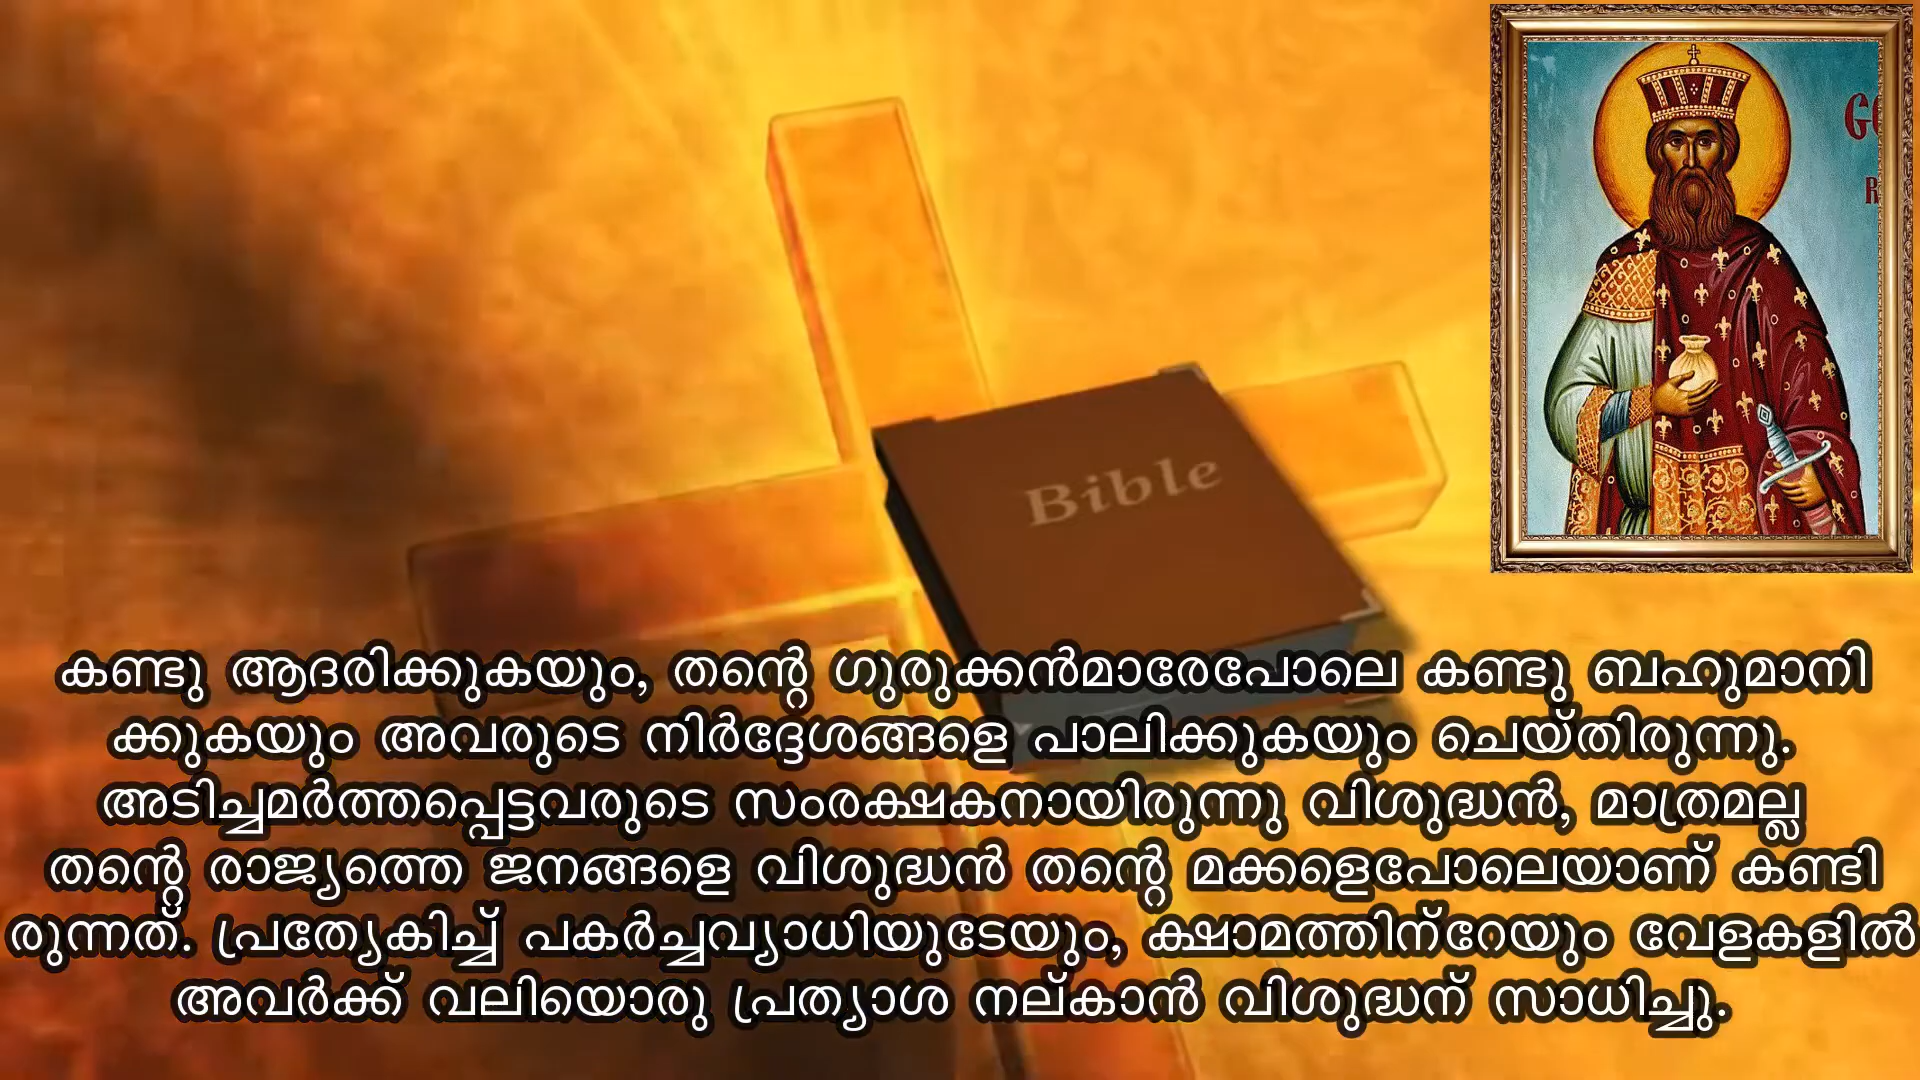 Bible
കണ്ടു ആദരിക്കുകയും, തന്റെ ഗുരുക്കൻമാരേപോലെ കണ്ടു ബഹുമാനി
ക്കുകയും അവരുടെ നിർദ്ദേശങ്ങളെ പാലിക്കുകയും ചെയ്തിരുന്നു.
അടിച്ചമർത്തപ്പെട്ടവരുടെ സംരക്ഷകനായിരുന്നു വിശുദ്ധൻ, മാത്രമല്ല
തന്റെ രാജ്യത്തെ ജനങ്ങളെ വിശുദ്ധൻ തന്റെ മക്കളെപോലെയാണ് കണ്ടി
രുന്നത്. പ്രത്യേകിച്ച് പകർച്ചവ്യാധിയുടേയും, ക്ഷാമത്തിന്റേയും വേളകളിൽ
അവർക്ക് വലിയൊരു പ്രത്യാശ നല്കാൻ വിശുദ്ധന് സാധിച്ചു.